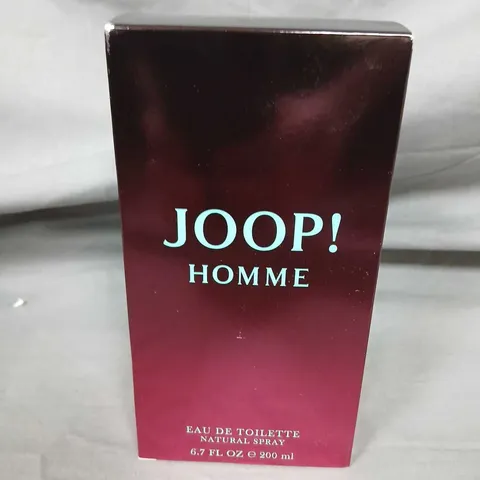 JOOP!
HOMME
EAU DE TOILETTE
NATURAL SPRAY
6.7 FL OZ ℮ 200 ml